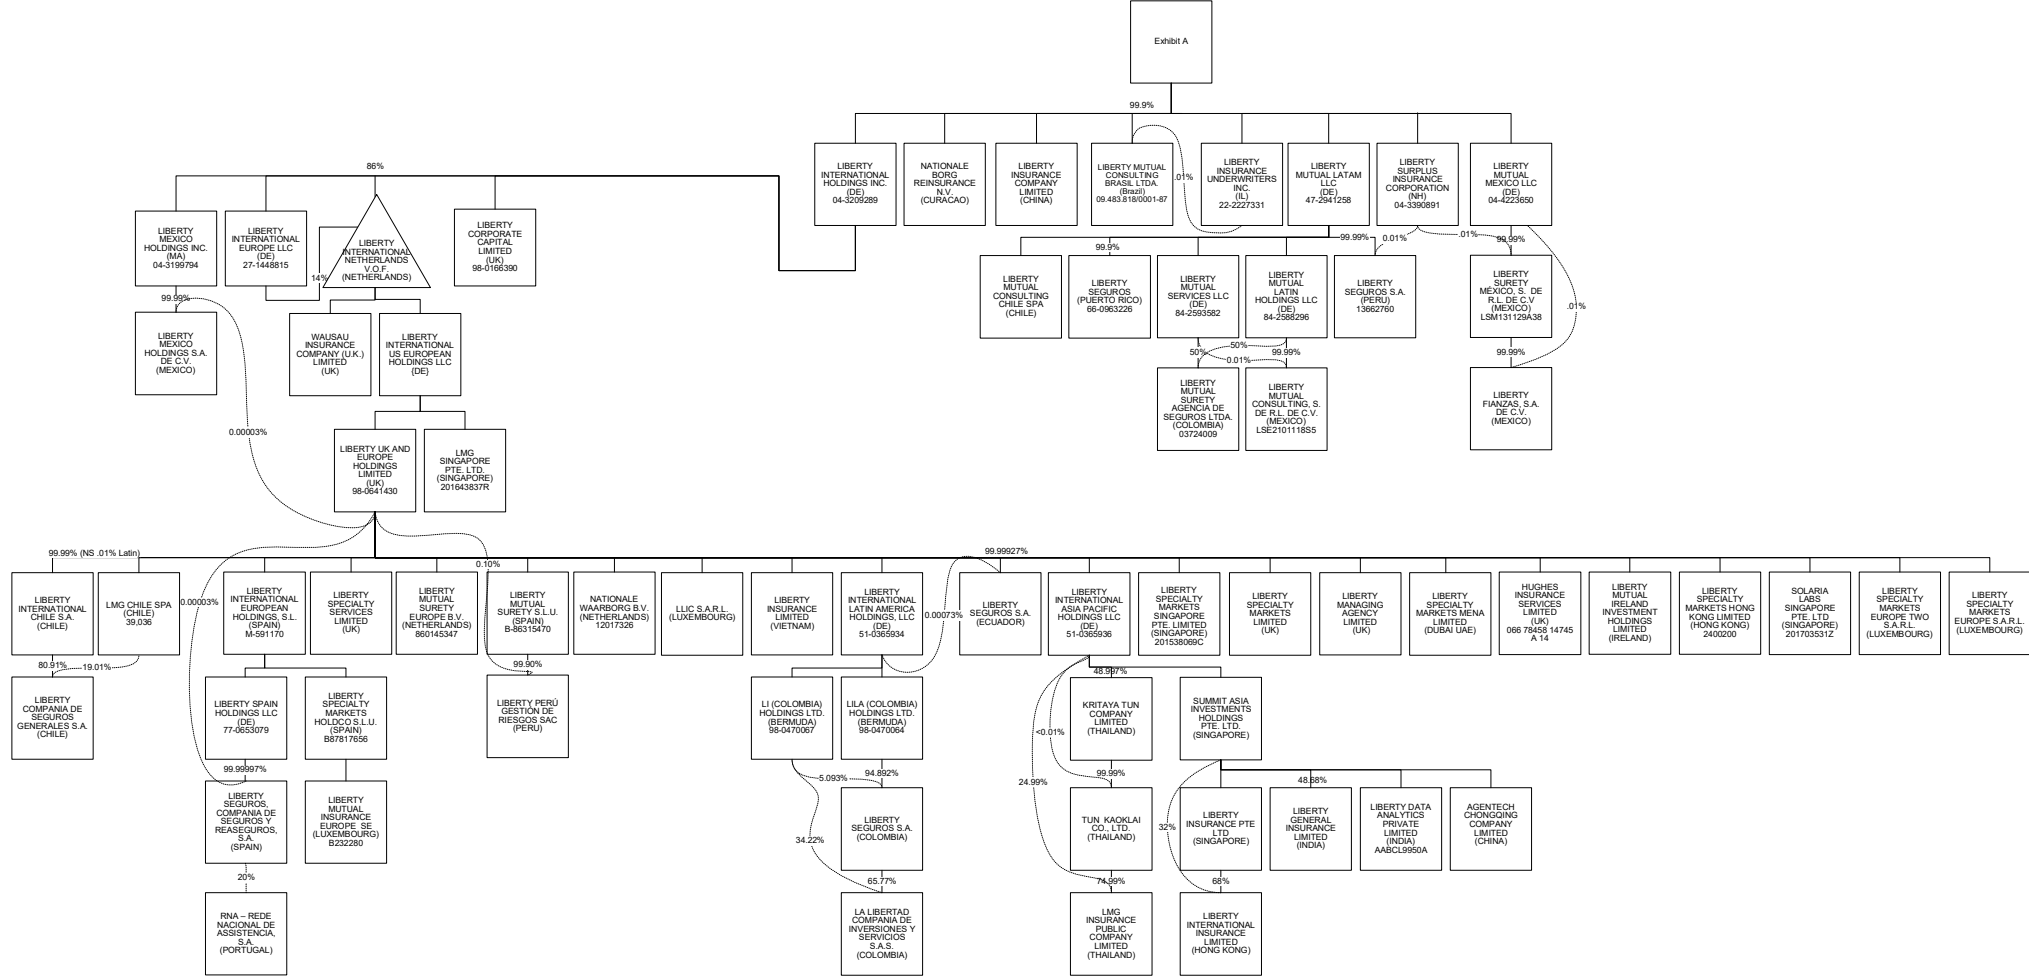 Exhibit A
99.9%
LIBERTY
INTERNATIONAL
HOLDINGS INC.
(DE)
04-3209289
NATIONALE
BORG
REINSURANCE
N.V.
(CURACAO)
LIBERTY
INSURANCE
COMPANY
LIMITED
(CHINA)
LIBERTY MUTUAL
CONSULTING
BRASIL LTDA.
(Brazil)
09.483.818/0001-87
.01%
LIBERTY
INSURANCE
UNDERWRITERS
INC.
(IL)
22-2227331
LIBERTY
MUTUAL LATAM
LLC
(DE)
47-2941258
LIBERTY
SURPLUS
INSURANCE
CORPORATION
(NH)
04-3390891
LIBERTY
MUTUAL
MEXICO LLC
(DE)
04-4223650
86%
LIBERTY
MEXICO
HOLDINGS INC.
(MA)
04-3199794
LIBERTY
INTERNATIONAL
EUROPE LLC
(DE)
27-1448815
14%
LIBERTY
INTERNATIONAL
NETHERLANDS
V.O.F.
(NETHERLANDS)
LIBERTY
CORPORATE
CAPITAL
LIMITED
(UK)
98-0166390
99.9%
99.99%
0.01%
.01%
99.99%
LIBERTY
MUTUAL
CONSULTING
CHILE SPA
(CHILE)
LIBERTY
SEGUROS
(PUERTO RICO)
66-0963226
LIBERTY
MUTUAL
SERVICES LLC
(DE)
84-2593582
LIBERTY
MUTUAL
LATIN
HOLDINGS LLC
(DE)
84-2588296
LIBERTY
SEGUROS S.A.
(PERU)
13662760
LIBERTY
SURETY
MÉXICO, S. DE
R.L. DE C.V
(MEXICO)
LSM131129A38
.01%
99.99%
LIBERTY
MEXICO
HOLDINGS S.A.
DE C.V.
(MEXICO)
WAUSAU
INSURANCE
COMPANY (U.K.)
LIMITED
(UK)
LIBERTY
INTERNATIONAL
US EUROPEAN
HOLDINGS LLC
{DE}
50%
50%
0.01%
99.99%
99.99%
LIBERTY
MUTUAL
SURETY
AGENCIA DE
SEGUROS LTDA.
(COLOMBIA)
03724009
LIBERTY
MUTUAL
CONSULTING, S.
DE R.L. DE C.V.
(MEXICO)
LSE2101118S5
LIBERTY
FIANZAS, S.A.
DE C.V.
(MEXICO)
0.00003%
LIBERTY UK AND
EUROPE
HOLDINGS
LIMITED
(UK)
98-0641430
LMG
SINGAPORE
PTE. LTD.
(SINGAPORE)
201643837R
99.99% (NS .01% Latin)
99.99927%
0.10%
0.00003%
0.00073%
LIBERTY
INTERNATIONAL
CHILE S.A.
(CHILE)
LMG CHILE SPA
(CHILE)
39,036
LIBERTY
INTERNATIONAL
EUROPEAN
HOLDINGS, S.L.
(SPAIN)
M-591170
LIBERTY
SPECIALTY
SERVICES
LIMITED
(UK)
LIBERTY
MUTUAL
SURETY
EUROPE B.V.
(NETHERLANDS)
860145347
LIBERTY
MUTUAL
SURETY S.L.U.
(SPAIN)
B-86315470
NATIONALE
WAARBORG B.V.
(NETHERLANDS)
12017326
LLIC S.A.R.L.
(LUXEMBOURG)
LIBERTY
INSURANCE
LIMITED
(VIETNAM)
LIBERTY
INTERNATIONAL
LATIN AMERICA
HOLDINGS, LLC
(DE)
51-0365934
LIBERTY
SEGUROS S.A.
(ECUADOR)
LIBERTY
INTERNATIONAL
ASIA PACIFIC
HOLDINGS LLC
(DE)
51-0365936
LIBERTY
SPECIALTY
MARKETS
SINGAPORE
PTE. LIMITED
(SINGAPORE)
201538069C
LIBERTY
SPECIALTY
MARKETS
LIMITED
(UK)
LIBERTY
MANAGING
AGENCY
LIMITED
(UK)
LIBERTY
SPECIALTY
MARKETS MENA
LIMITED
(DUBAI UAE)
HUGHES
INSURANCE
SERVICES
LIMITED
(UK)
066 78458 14745
A 14
LIBERTY
MUTUAL
IRELAND
INVESTMENT
HOLDINGS
LIMITED
(IRELAND)
LIBERTY
SPECIALTY
MARKETS HONG
KONG LIMITED
(HONG KONG)
2400200
SOLARIA
LABS
SINGAPORE
PTE. LTD
(SINGAPORE)
201703531Z
LIBERTY
SPECIALTY
MARKETS
EUROPE TWO
S.A.R.L.
(LUXEMBOURG)
LIBERTY
SPECIALTY
MARKETS
EUROPE S.A.R.L.
(LUXEMBOURG)
80.91%
19.01%
99.90%
48.997%
LIBERTY
COMPANIA DE
SEGUROS
GENERALES S.A.
(CHILE)
LIBERTY SPAIN
HOLDINGS LLC
(DE)
77-0653079
LIBERTY
SPECIALTY
MARKETS
HOLDCO S.L.U.
(SPAIN)
B87817656
LIBERTY PERÚ
GESTIÓN DE
RIESGOS SAC
(PERU)
LI (COLOMBIA)
HOLDINGS LTD.
(BERMUDA)
98-0470067
LILA (COLOMBIA)
HOLDINGS LTD.
(BERMUDA)
98-0470064
KRITAYA TUN
COMPANY
LIMITED
(THAILAND)
SUMMIT ASIA
INVESTMENTS
HOLDINGS
PTE. LTD.
(SINGAPORE)
<0.01%
99.99997%
5.093%
94.892%
24.99%
99.99%
48.68%
LIBERTY
SEGUROS,
COMPANIA DE
SEGUROS Y
REASEGUROS,
S.A.
(SPAIN)
LIBERTY
MUTUAL
INSURANCE
EUROPE SE
(LUXEMBOURG)
B232280
LIBERTY
SEGUROS S.A.
(COLOMBIA)
TUN KAOKLAI
CO., LTD.
(THAILAND)
LIBERTY
INSURANCE PTE
LTD
(SINGAPORE)
LIBERTY
GENERAL
INSURANCE
LIMITED
(INDIA)
LIBERTY DATA
ANALYTICS
PRIVATE
LIMITED
(INDIA)
AABCL9950A
AGENTECH
CHONGQING
COMPANY
LIMITED
(CHINA)
34.22%
32%
20%
65.77%
74.99%
68%
RNA – REDE
NACIONAL DE
ASSISTENCIA,
S.A.
(PORTUGAL)
LA LIBERTAD
COMPANIA DE
INVERSIONES Y
SERVICIOS
S.A.S.
(COLOMBIA)
LMG
INSURANCE
PUBLIC
COMPANY
LIMITED
(THAILAND)
LIBERTY
INTERNATIONAL
INSURANCE
LIMITED
(HONG KONG)